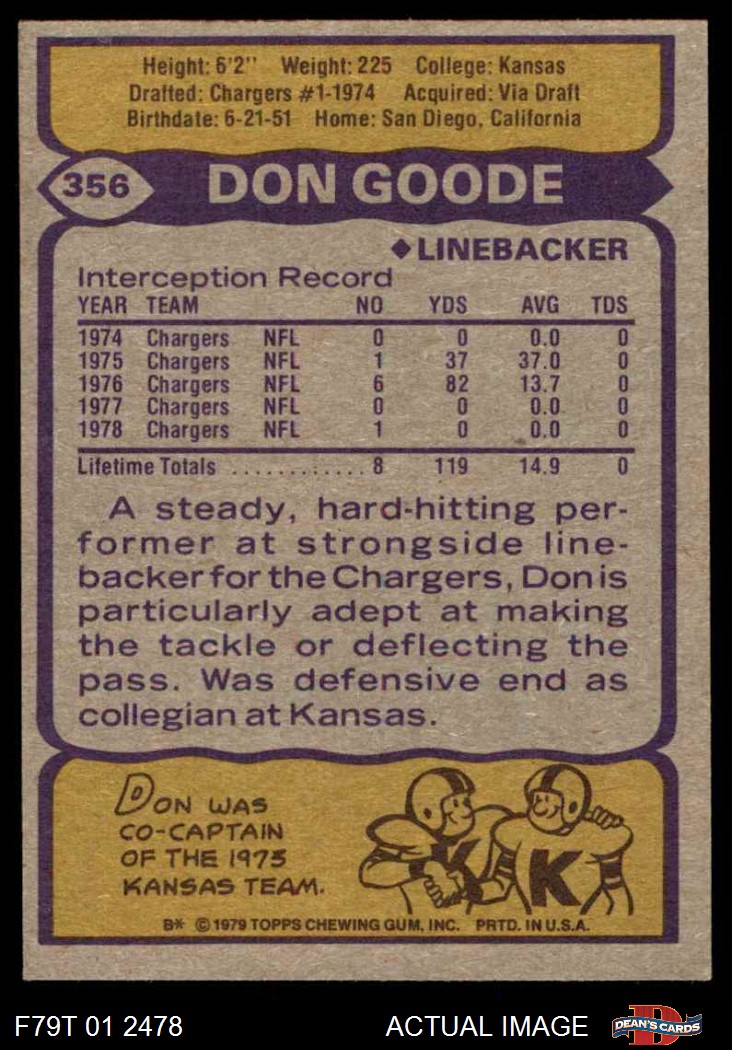 Height: 6'2" Weight: 225 College: Kansas
Drafted: Chargers #1-1974 Acquired: Via Draft
Birthdate: 6-21-51 Home: San Diego, California
356 DON GOODE
◆LINEBACKER
Interception Record
YEAR TEAM NO YDS AVG TDS
1974 Chargers NFL 0 0 0.0 0
1975 Chargers NFL 1 37 37.0 0
1976 Chargers NFL 6 82 13.7 0
1977 Chargers NFL 0 0 0.0 0
1978 Chargers NFL 1 0 0.0 0
Lifetime Totals ............. 8 119 14.9 0
A steady, hard-hitting per-
former at strongside line-
backer for the Chargers, Don is
particularly adept at making
the tackle or deflecting the
pass. Was defensive end as
collegian at Kansas.
DON WAS
CO-CAPTAIN
OF THE 1973
KANSAS TEAM.
K K
B* © 1979 TOPPS CHEWING GUM, INC. PRTD. IN U.S.A.
F79T 01 2478 ACTUAL IMAGE D DEAN'S CARDS